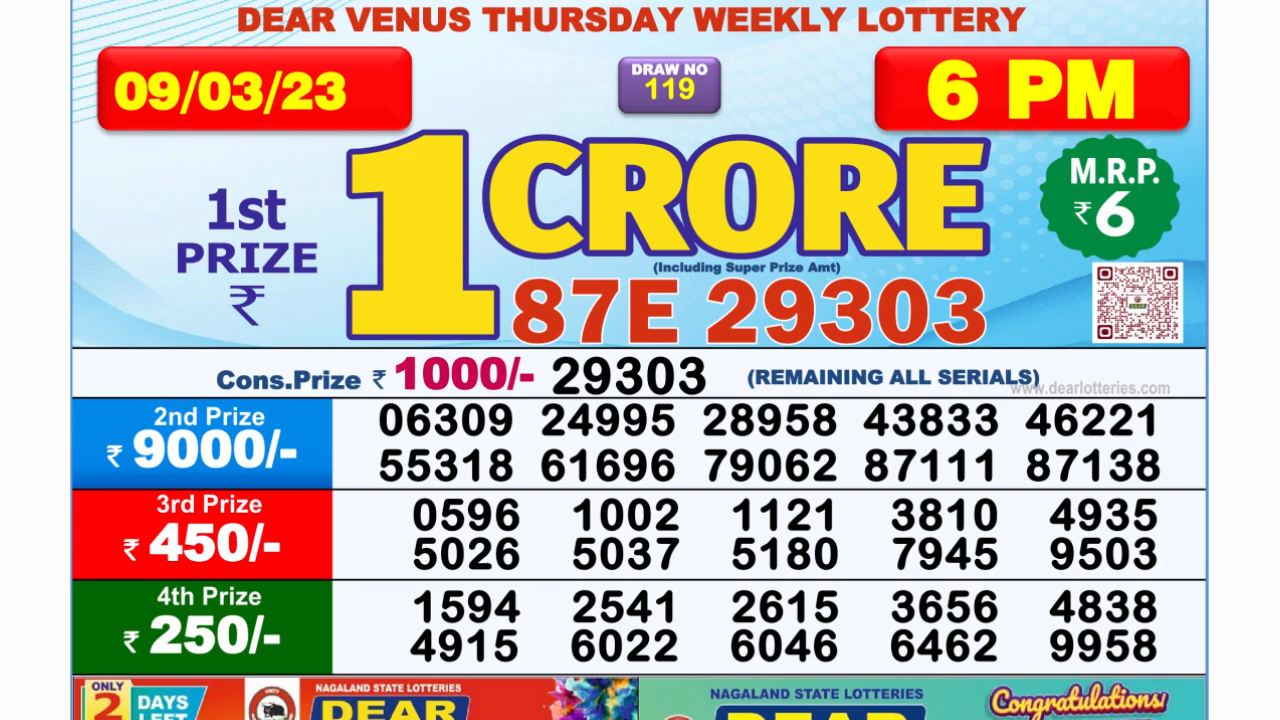 DEAR VENUS THURSDAY WEEKLY LOTTERY
09/03/23
DRAW NO
119
6 PM
1st
PRIZE
₹
1 CRORE
(Including Super Prize Amt)
87E 29303
M.R.P.
₹ 6
Cons.Prize ₹ 1000/- 29303 (REMAINING ALL SERIALS)
www.dearlotteries.com
2nd Prize
₹ 9000/-
06309 24995 28958 43833 46221
55318 61696 79062 87111 87138
3rd Prize
₹ 450/-
0596 1002 1121 3810 4935
5026 5037 5180 7945 9503
4th Prize
₹ 250/-
1594 2541 2615 3656 4838
4915 6022 6046 6462 9958
ONLY
2
DAYS
LEFT
NAGALAND STATE LOTTERIES
DEAR
NAGALAND STATE LOTTERIES
DEAR
Congratulations!